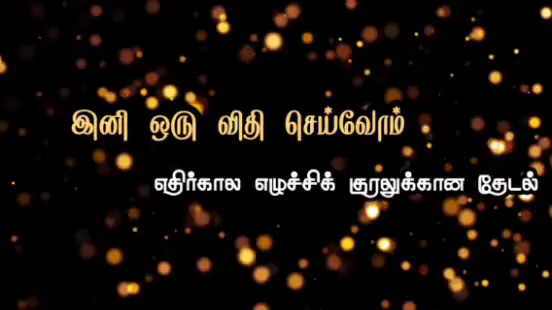 இனி ஒரு விதி செய்வோம்
எதிர்கால எழுச்சிக் குரலுக்கான தேடல்